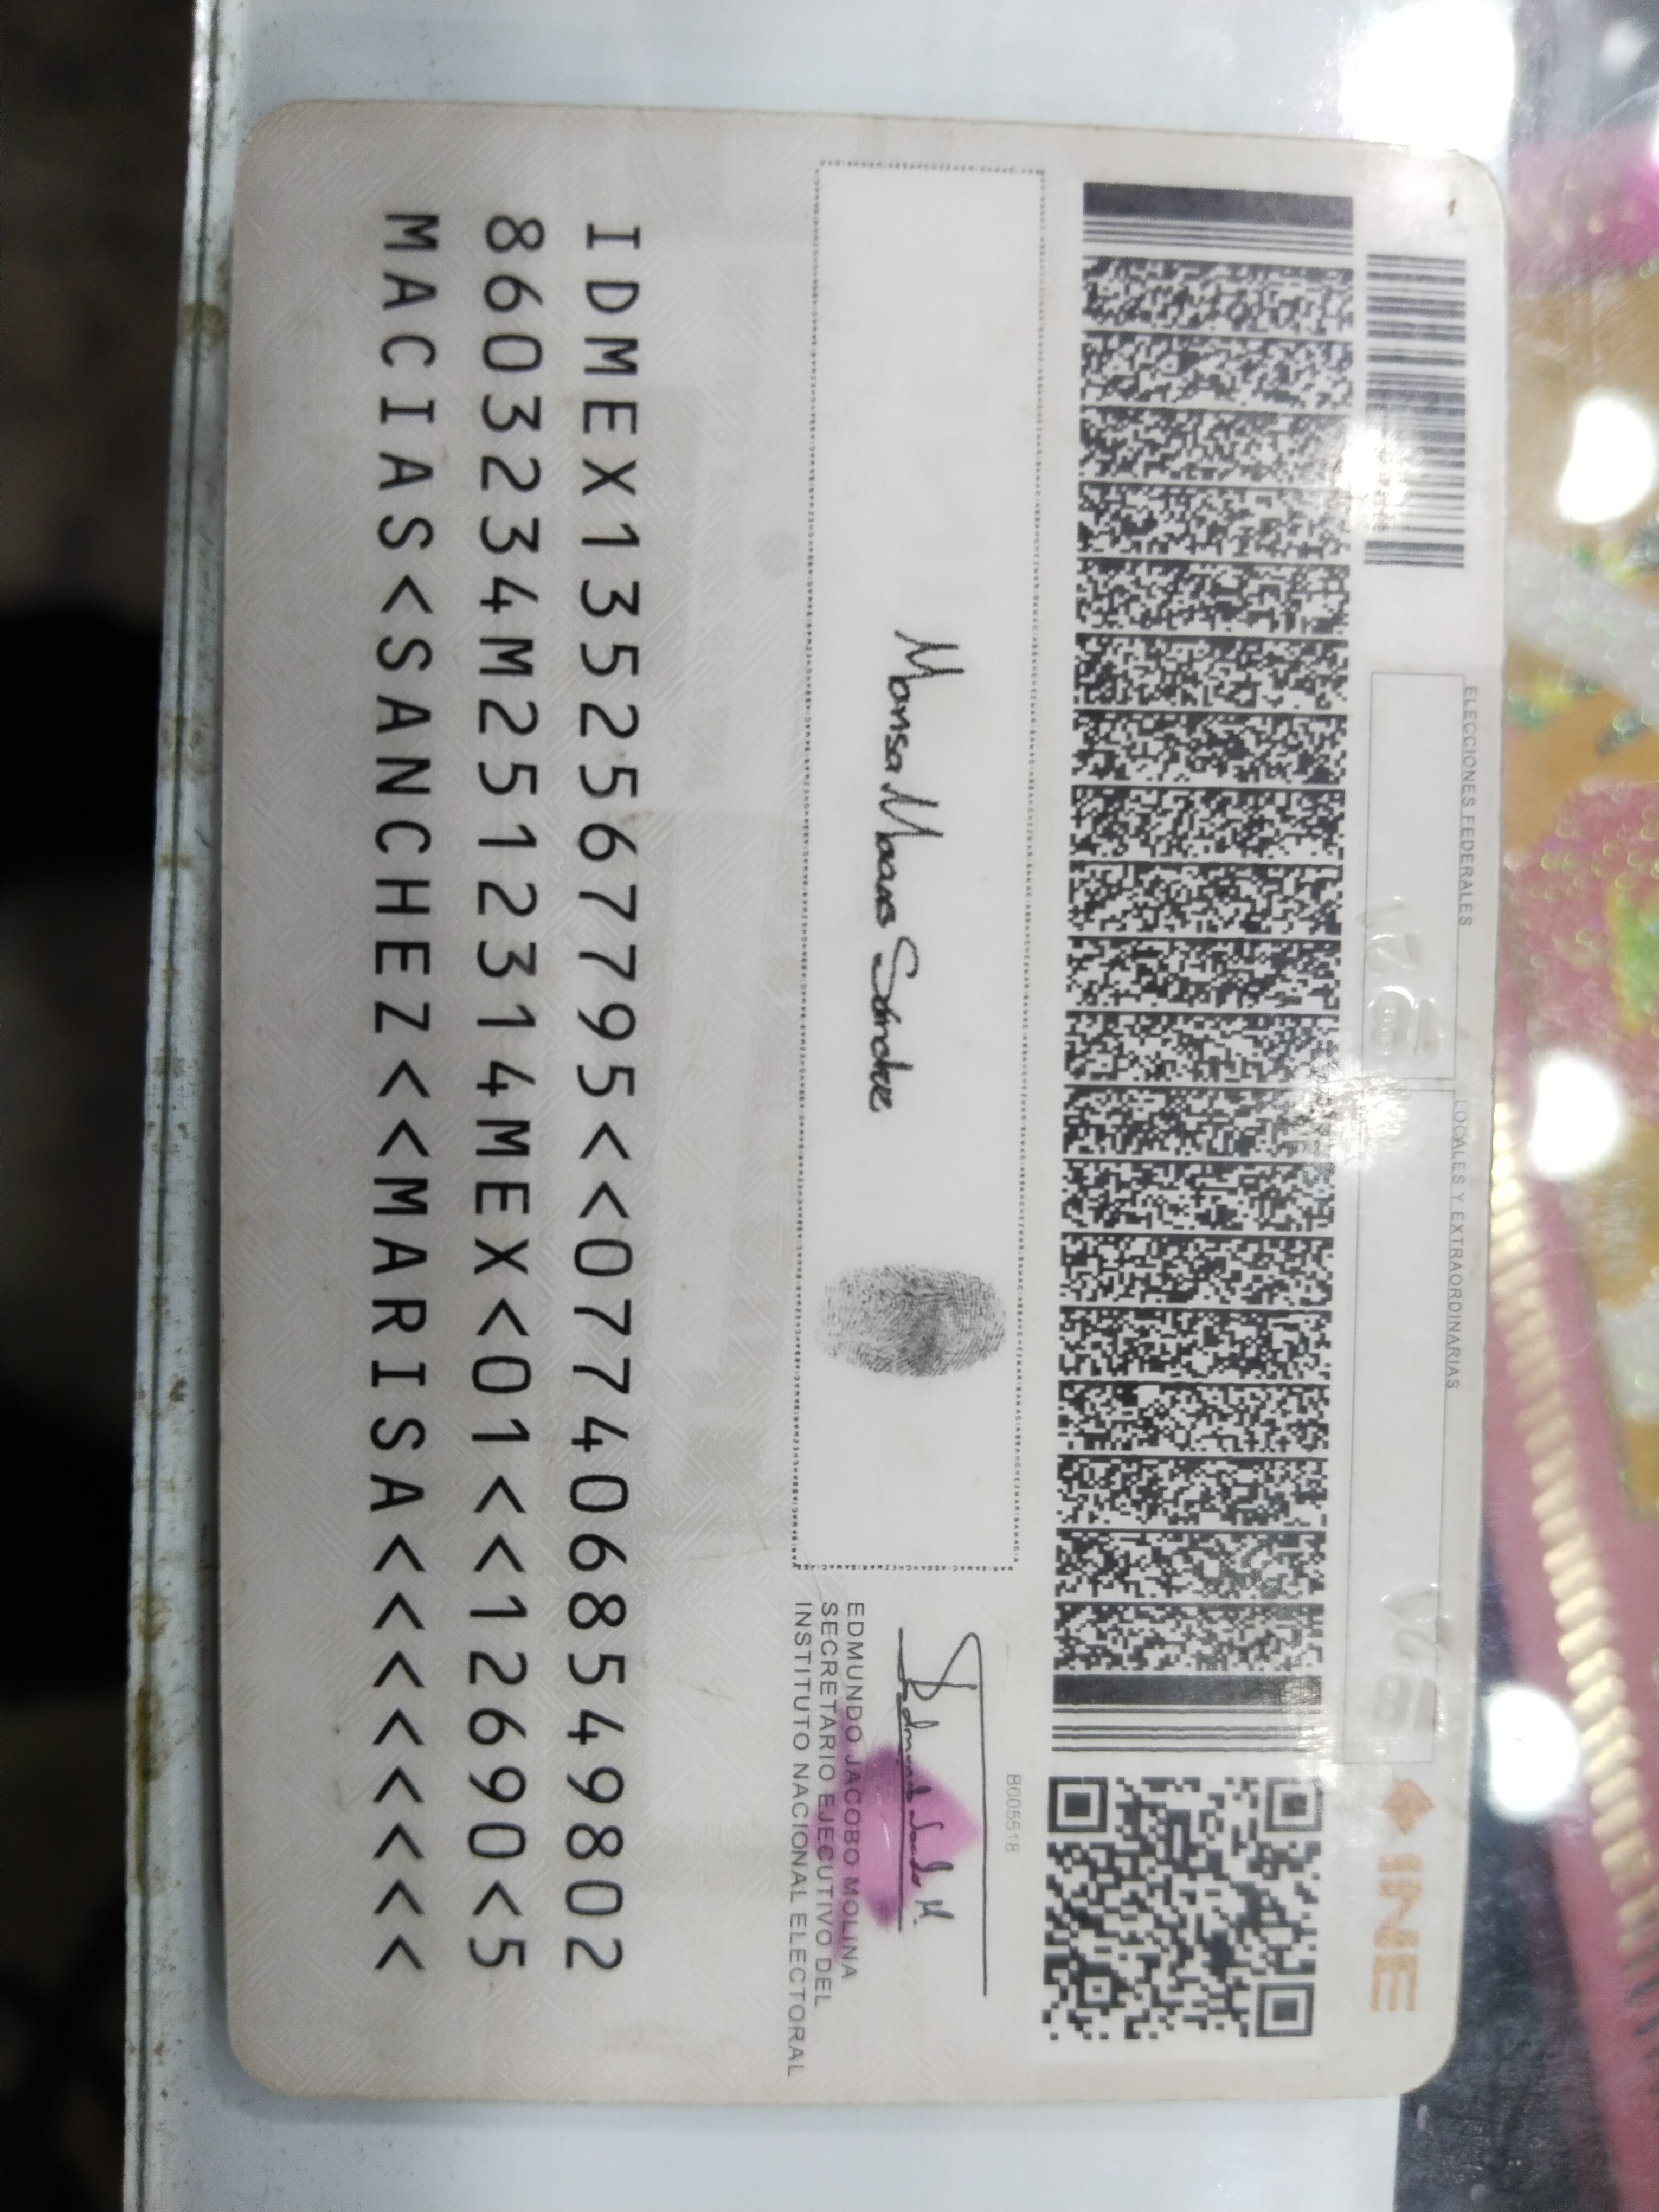 ELECCIONES FEDERALES
LOCALES Y EXTRAORDINARIAS
INE
B005518
EDMUNDO JACOBO MOLINA
SECRETARIO EJECUTIVO DEL
INSTITUTO NACIONAL ELECTORAL
IDMEX1352567795<<0774068549802
8603234M2512314MEX<01<<12690<5
MACIAS<SANCHEZ<<MARISA<<<<<<<<